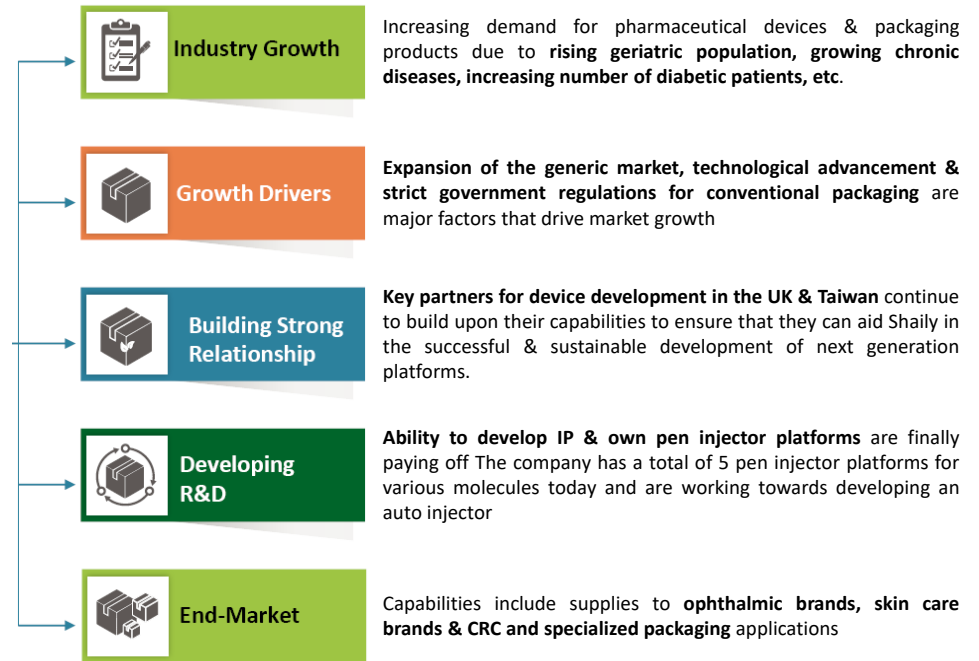 Industry Growth
Increasing demand for pharmaceutical devices & packaging
products due to rising geriatric population, growing chronic
diseases, increasing number of diabetic patients, etc.
Growth Drivers
Expansion of the generic market, technological advancement &
strict government regulations for conventional packaging are
major factors that drive market growth
Building Strong
Relationship
Key partners for device development in the UK & Taiwan continue
to build upon their capabilities to ensure that they can aid Shaily in
the successful & sustainable development of next generation
platforms.
Developing
R&D
Ability to develop IP & own pen injector platforms are finally
paying off The company has a total of 5 pen injector platforms for
various molecules today and are working towards developing an
auto injector
End-Market
Capabilities include supplies to ophthalmic brands, skin care
brands & CRC and specialized packaging applications